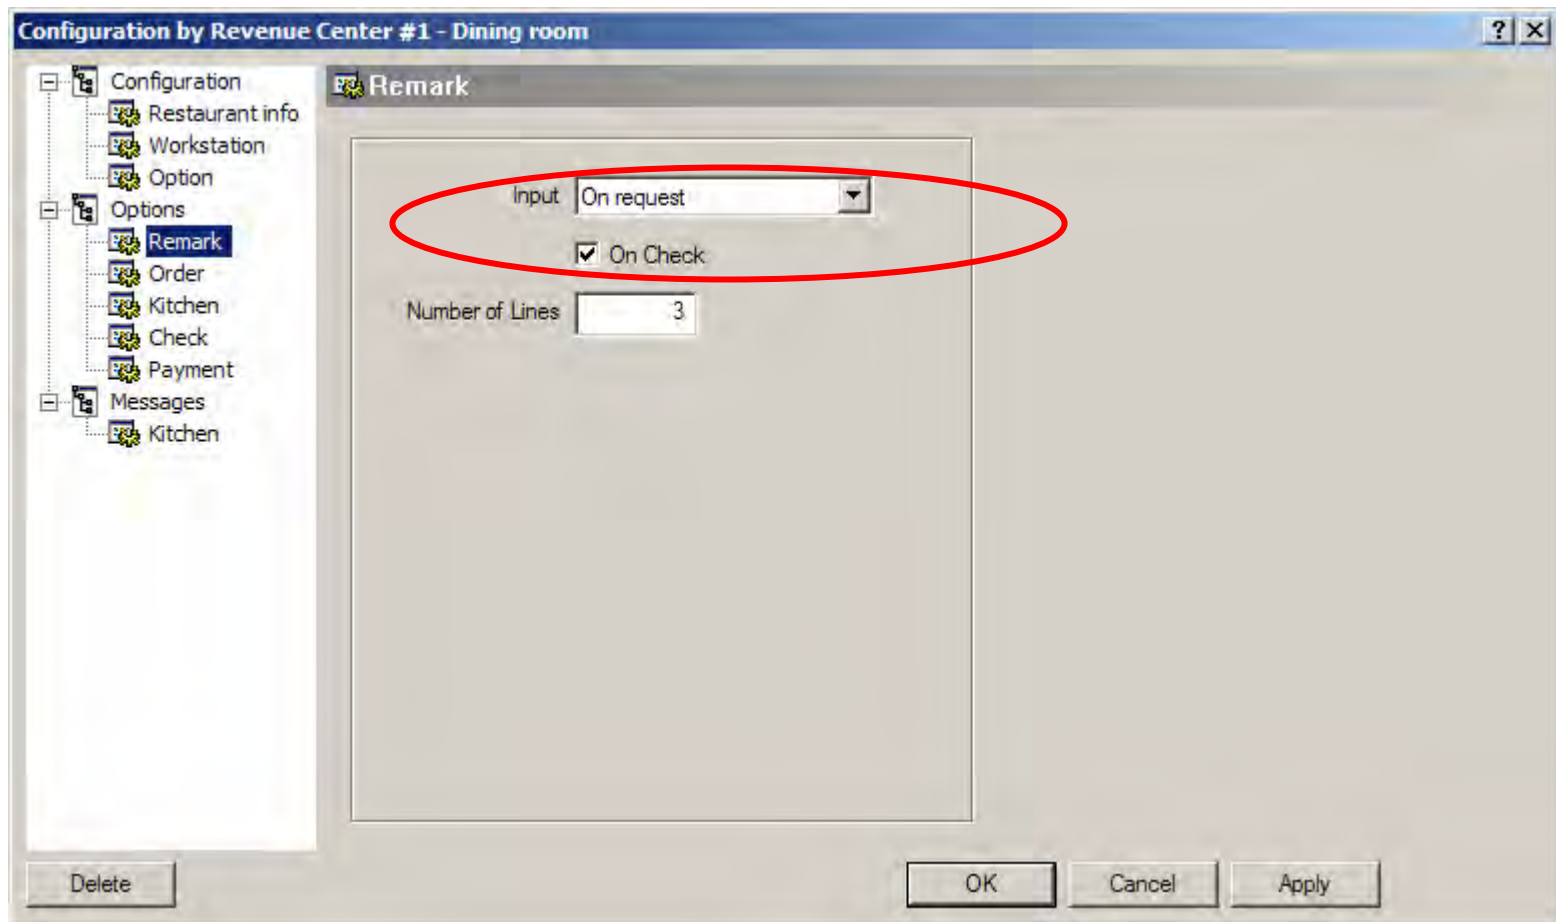 Configuration by Revenue Center #1 - Dining room
Configuration
Restaurant info
Workstation
Option
Options
Remark
Order
Kitchen
Check
Payment
Messages
Kitchen
Remark
Input On request
On Check
Number of Lines 3
Delete
OK
Cancel
Apply